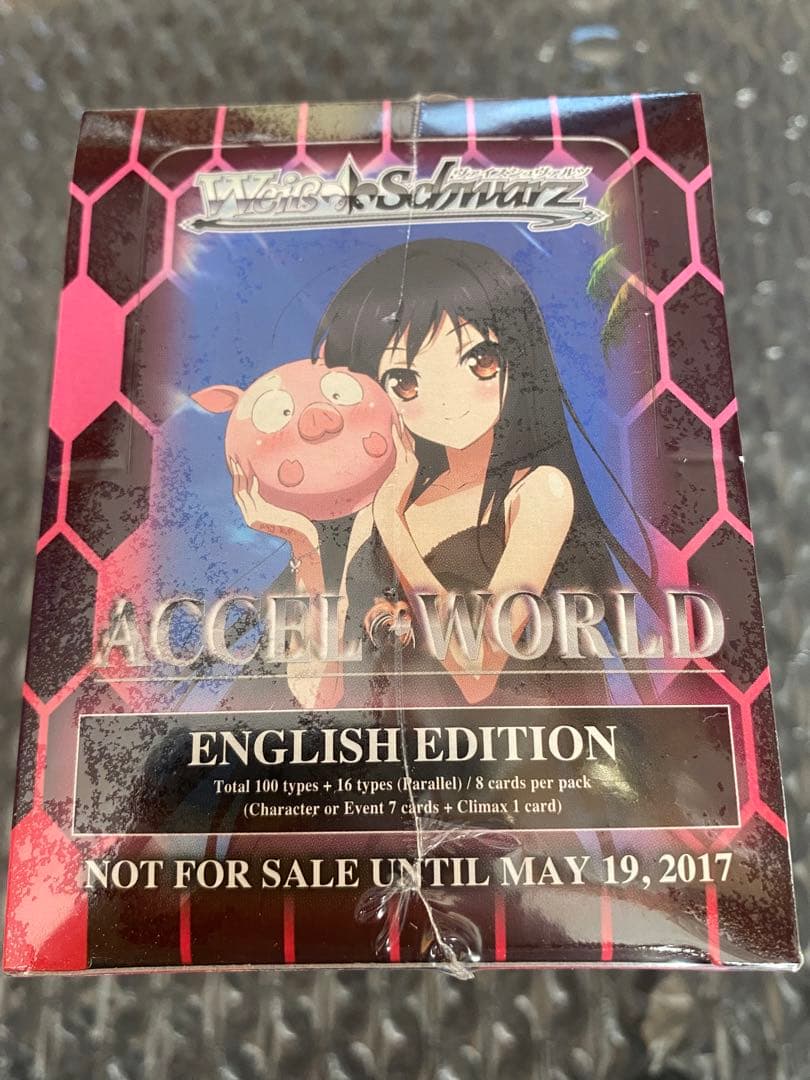 ヴァイスシュヴァルツ
Weiß Schwarz
ACCEL WORLD
ENGLISH EDITION
Total 100 types + 16 types (Parallel) / 8 cards per pack
(Character or Event 7 cards + Climax 1 card)
NOT FOR SALE UNTIL MAY 19, 2017